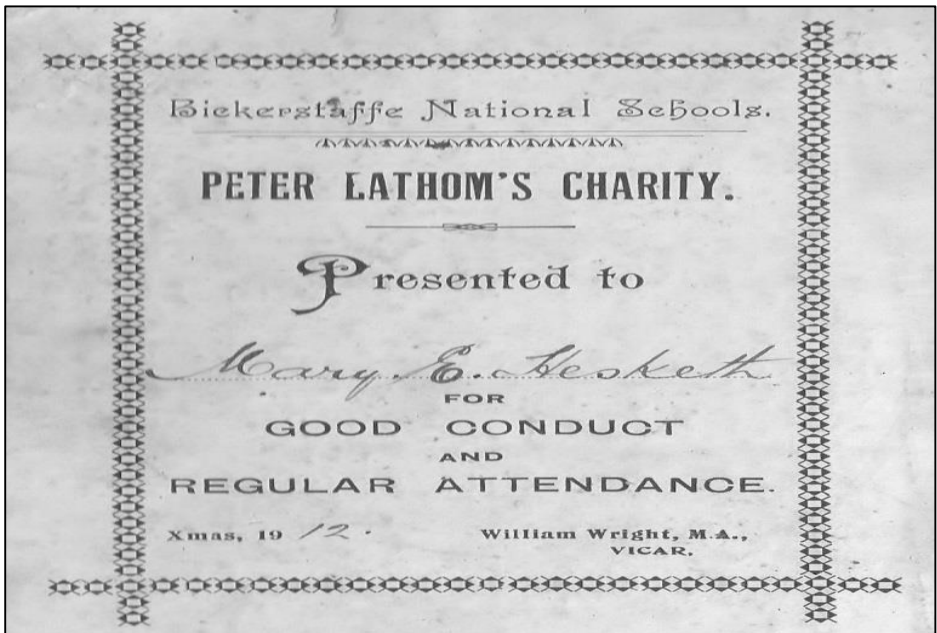 Bickerstaffe National Schools.
PETER LATHOM'S CHARITY.
Presented to
Mary. E. Hesketh
FOR
GOOD CONDUCT
AND
REGULAR ATTENDANCE.
Xmas, 19 12.
William Wright, M.A.,
VICAR.